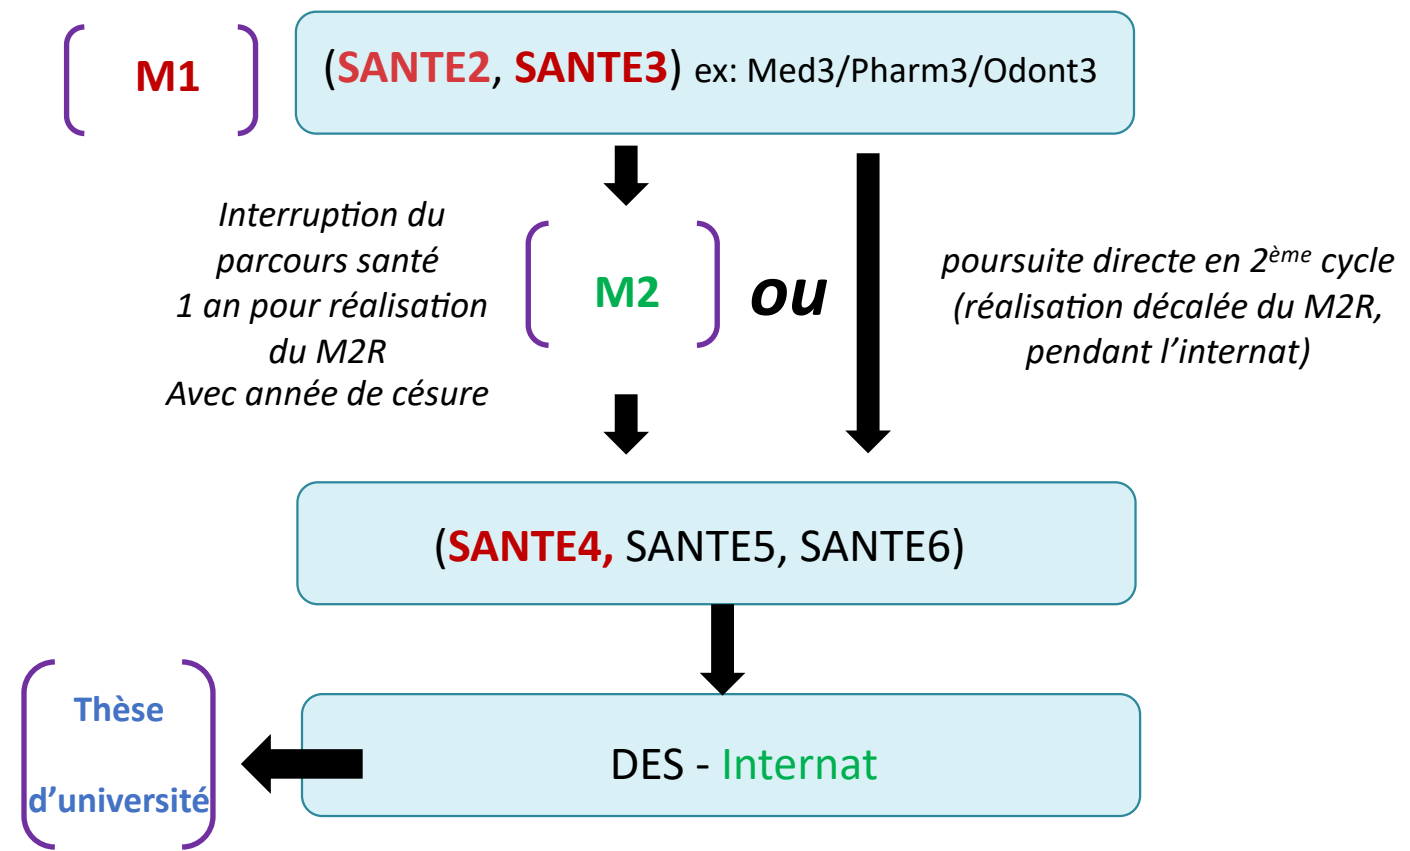 M1
(SANTE2, SANTE3) ex: Med3/Pharm3/Odont3
Interruption du
parcours santé
1 an pour réalisation
du M2R
Avec année de césure
M2
ou
poursuite directe en 2ème cycle
(réalisation décalée du M2R,
pendant l’internat)
(SANTE4, SANTE5, SANTE6)
Thèse
d’université
DES - Internat